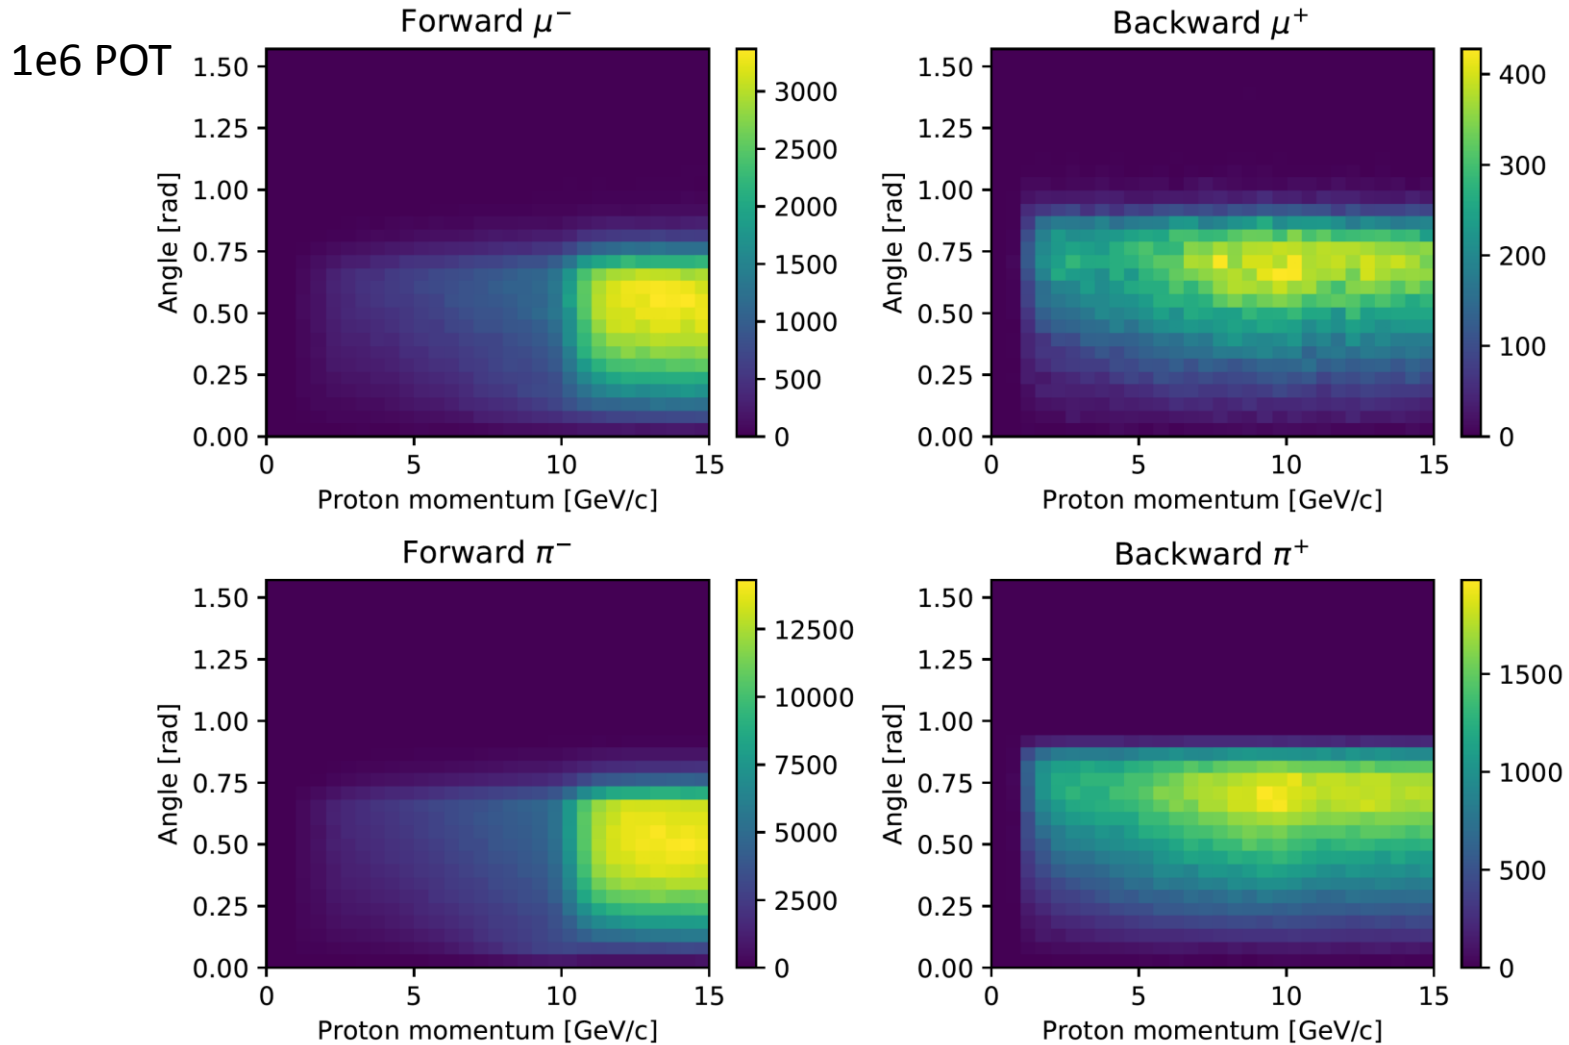 1e6 POT
Forward μ⁻
Angle [rad]
1.50
1.25
1.00
0.75
0.50
0.25
0.00
0 5 10 15
Proton momentum [GeV/c]
3000
2500
2000
1500
1000
500
0
Backward μ⁺
Angle [rad]
1.50
1.25
1.00
0.75
0.50
0.25
0.00
0 5 10 15
Proton momentum [GeV/c]
400
300
200
100
0
Forward π⁻
Angle [rad]
1.50
1.25
1.00
0.75
0.50
0.25
0.00
0 5 10 15
Proton momentum [GeV/c]
12500
10000
7500
5000
2500
0
Backward π⁺
Angle [rad]
1.50
1.25
1.00
0.75
0.50
0.25
0.00
0 5 10 15
Proton momentum [GeV/c]
1500
1000
500
0